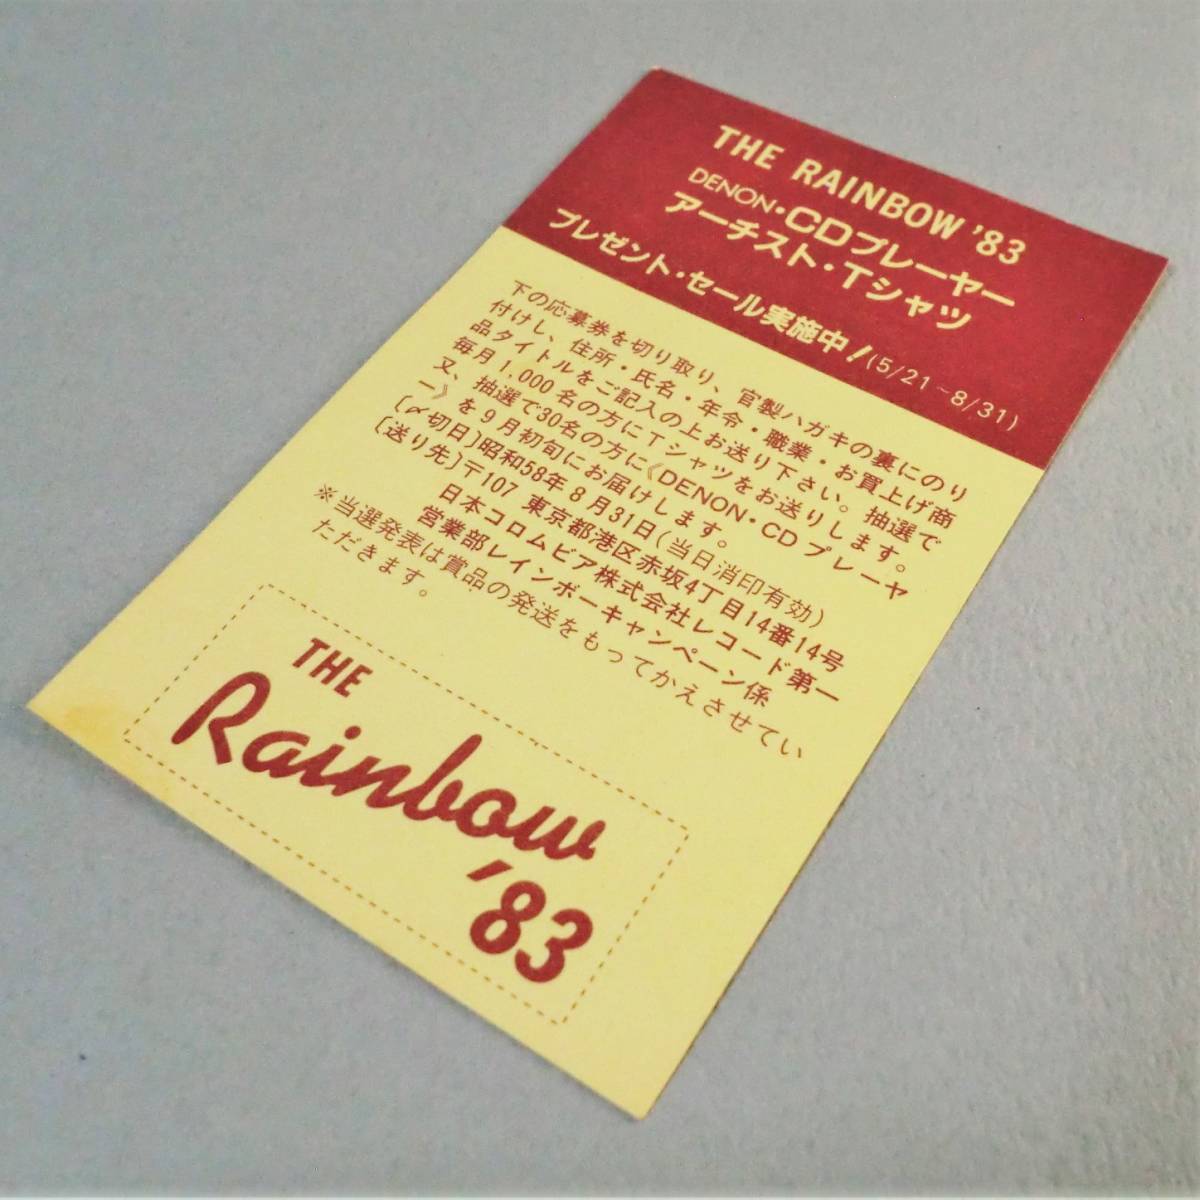 THE RAINBOW '83
DENON・CDプレーヤー
アーチスト・Tシャツ
プレゼント・セール実施中！(5/21〜8/31)
下の応募券を切り取り、官製ハガキの裏にのり
付けし、住所・氏名・年令・職業・お買上げ商
品タイトルをご記入の上お送り下さい。抽選で
毎月1,000名の方にTシャツをお送りします。
又、抽選で30名の方に《DENON・CDプレーヤ
ー》を9月初旬にお届けします。
〔〆切日〕昭和58年8月31日(当日消印有効)
〔送り先〕〒107 東京都港区赤坂4丁目14番14号
日本コロムビア株式会社レコード第一
営業部レインボーキャンペーン係
※当選発表は賞品の発送をもってかえさせてい
ただきます。
THE
Rainbow
'83